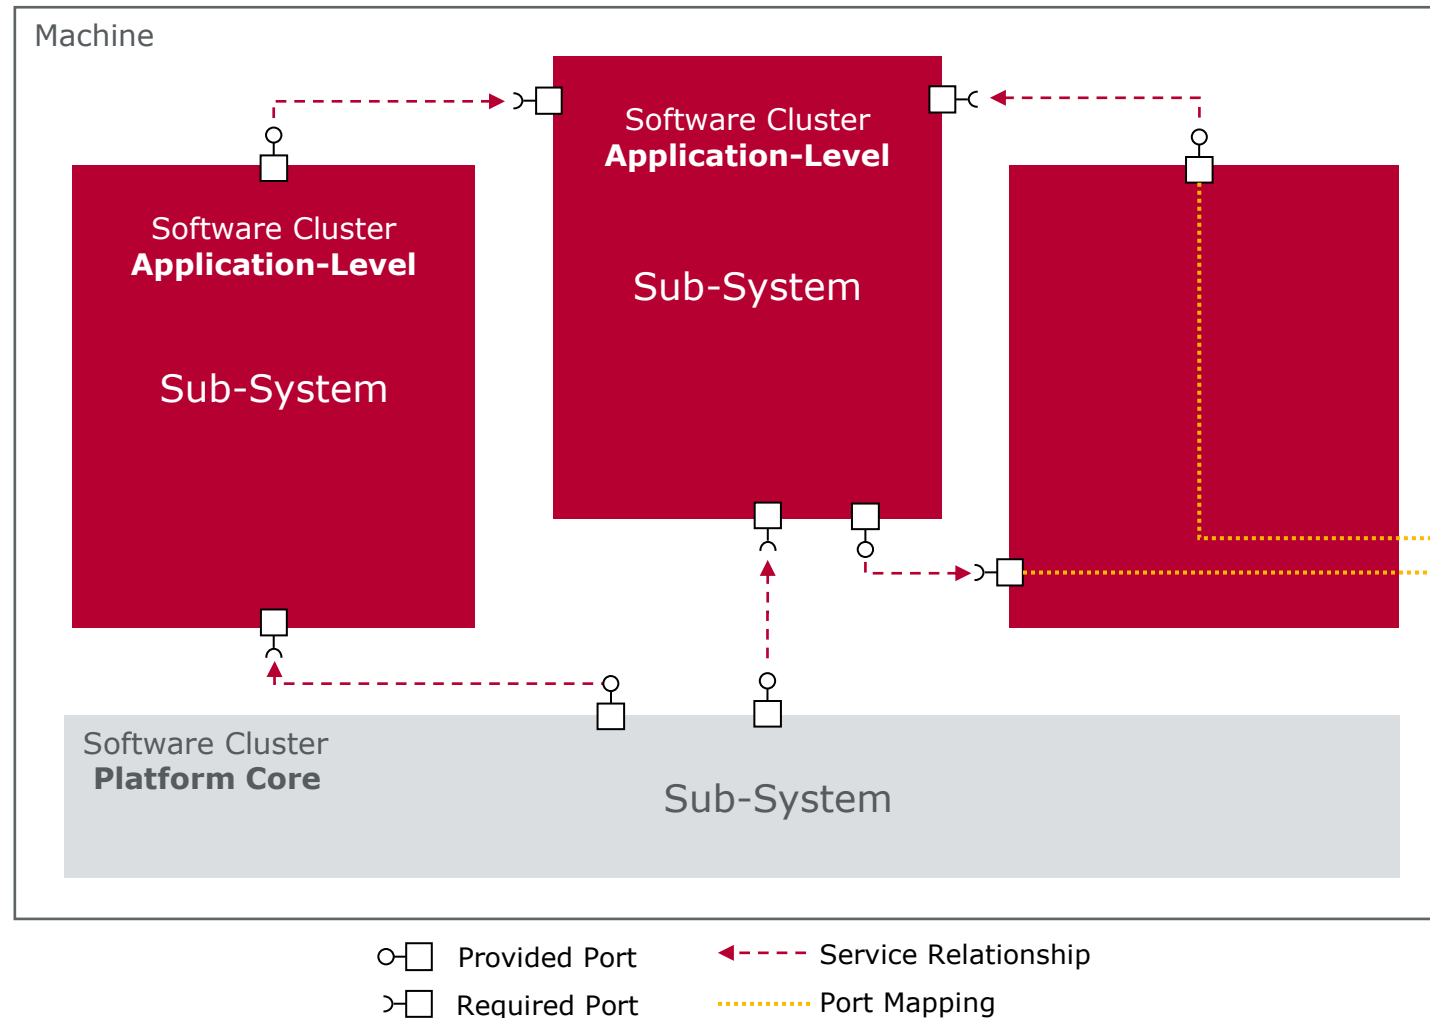 Machine
Software Cluster
Application-Level
Sub-System
Software Cluster
Application-Level
Sub-System
Software Cluster
Platform Core
Sub-System
Provided Port
Service Relationship
Required Port
Port Mapping